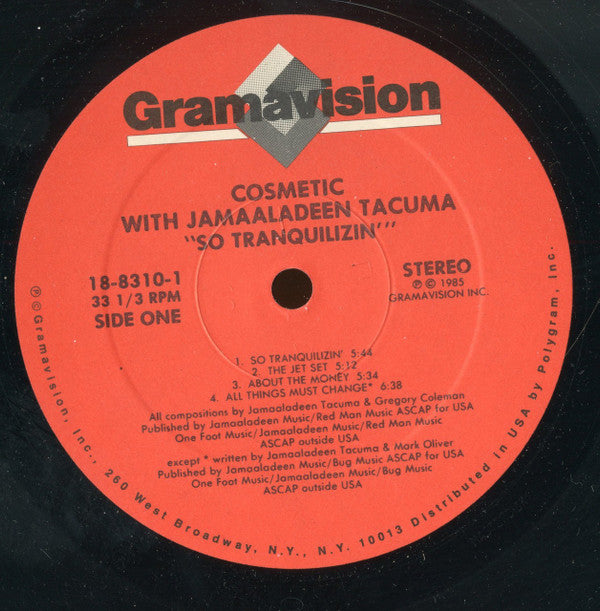 Gramavision
COSMETIC
WITH JAMAALADEEN TACUMA
"SO TRANQUILIZIN'"
18-8310-1
33 1/3 RPM
SIDE ONE
STEREO
℗ © 1985
GRAMAVISION INC.
1. SO TRANQUILIZIN' 5:44
2. THE JET SET 5:12
3. ABOUT THE MONEY 5:34
4. ALL THINGS MUST CHANGE* 6:38
All compositions by Jamaaladeen Tacuma & Gregory Coleman
Published by Jamaaladeen Music/Red Man Music ASCAP for USA
One Foot Music/Jamaaladeen Music/Red Man Music
ASCAP outside USA
except * written by Jamaaladeen Tacuma & Mark Oliver
Published by Jamaaladeen Music/Bug Music ASCAP for USA
One Foot Music/Jamaaladeen Music/Bug Music
ASCAP outside USA
℗ © Gramavision, Inc., 260 West Broadway, N.Y., N.Y. 10013 Distributed in USA by Polygram, Inc.